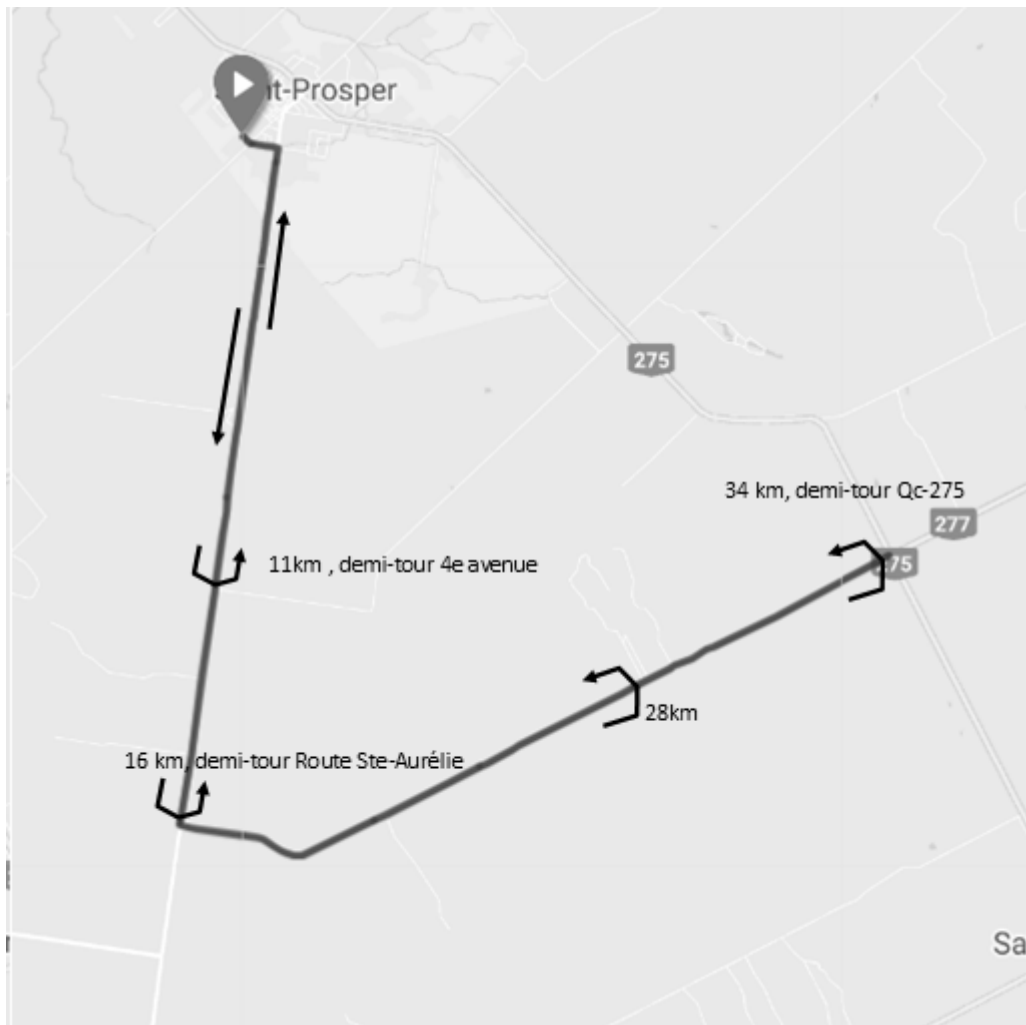 Saint-Prosper
275
34 km, demi-tour Qc-275
277
275
11km , demi-tour 4e avenue
28km
16 km, demi-tour Route Ste-Aurélie
Sa